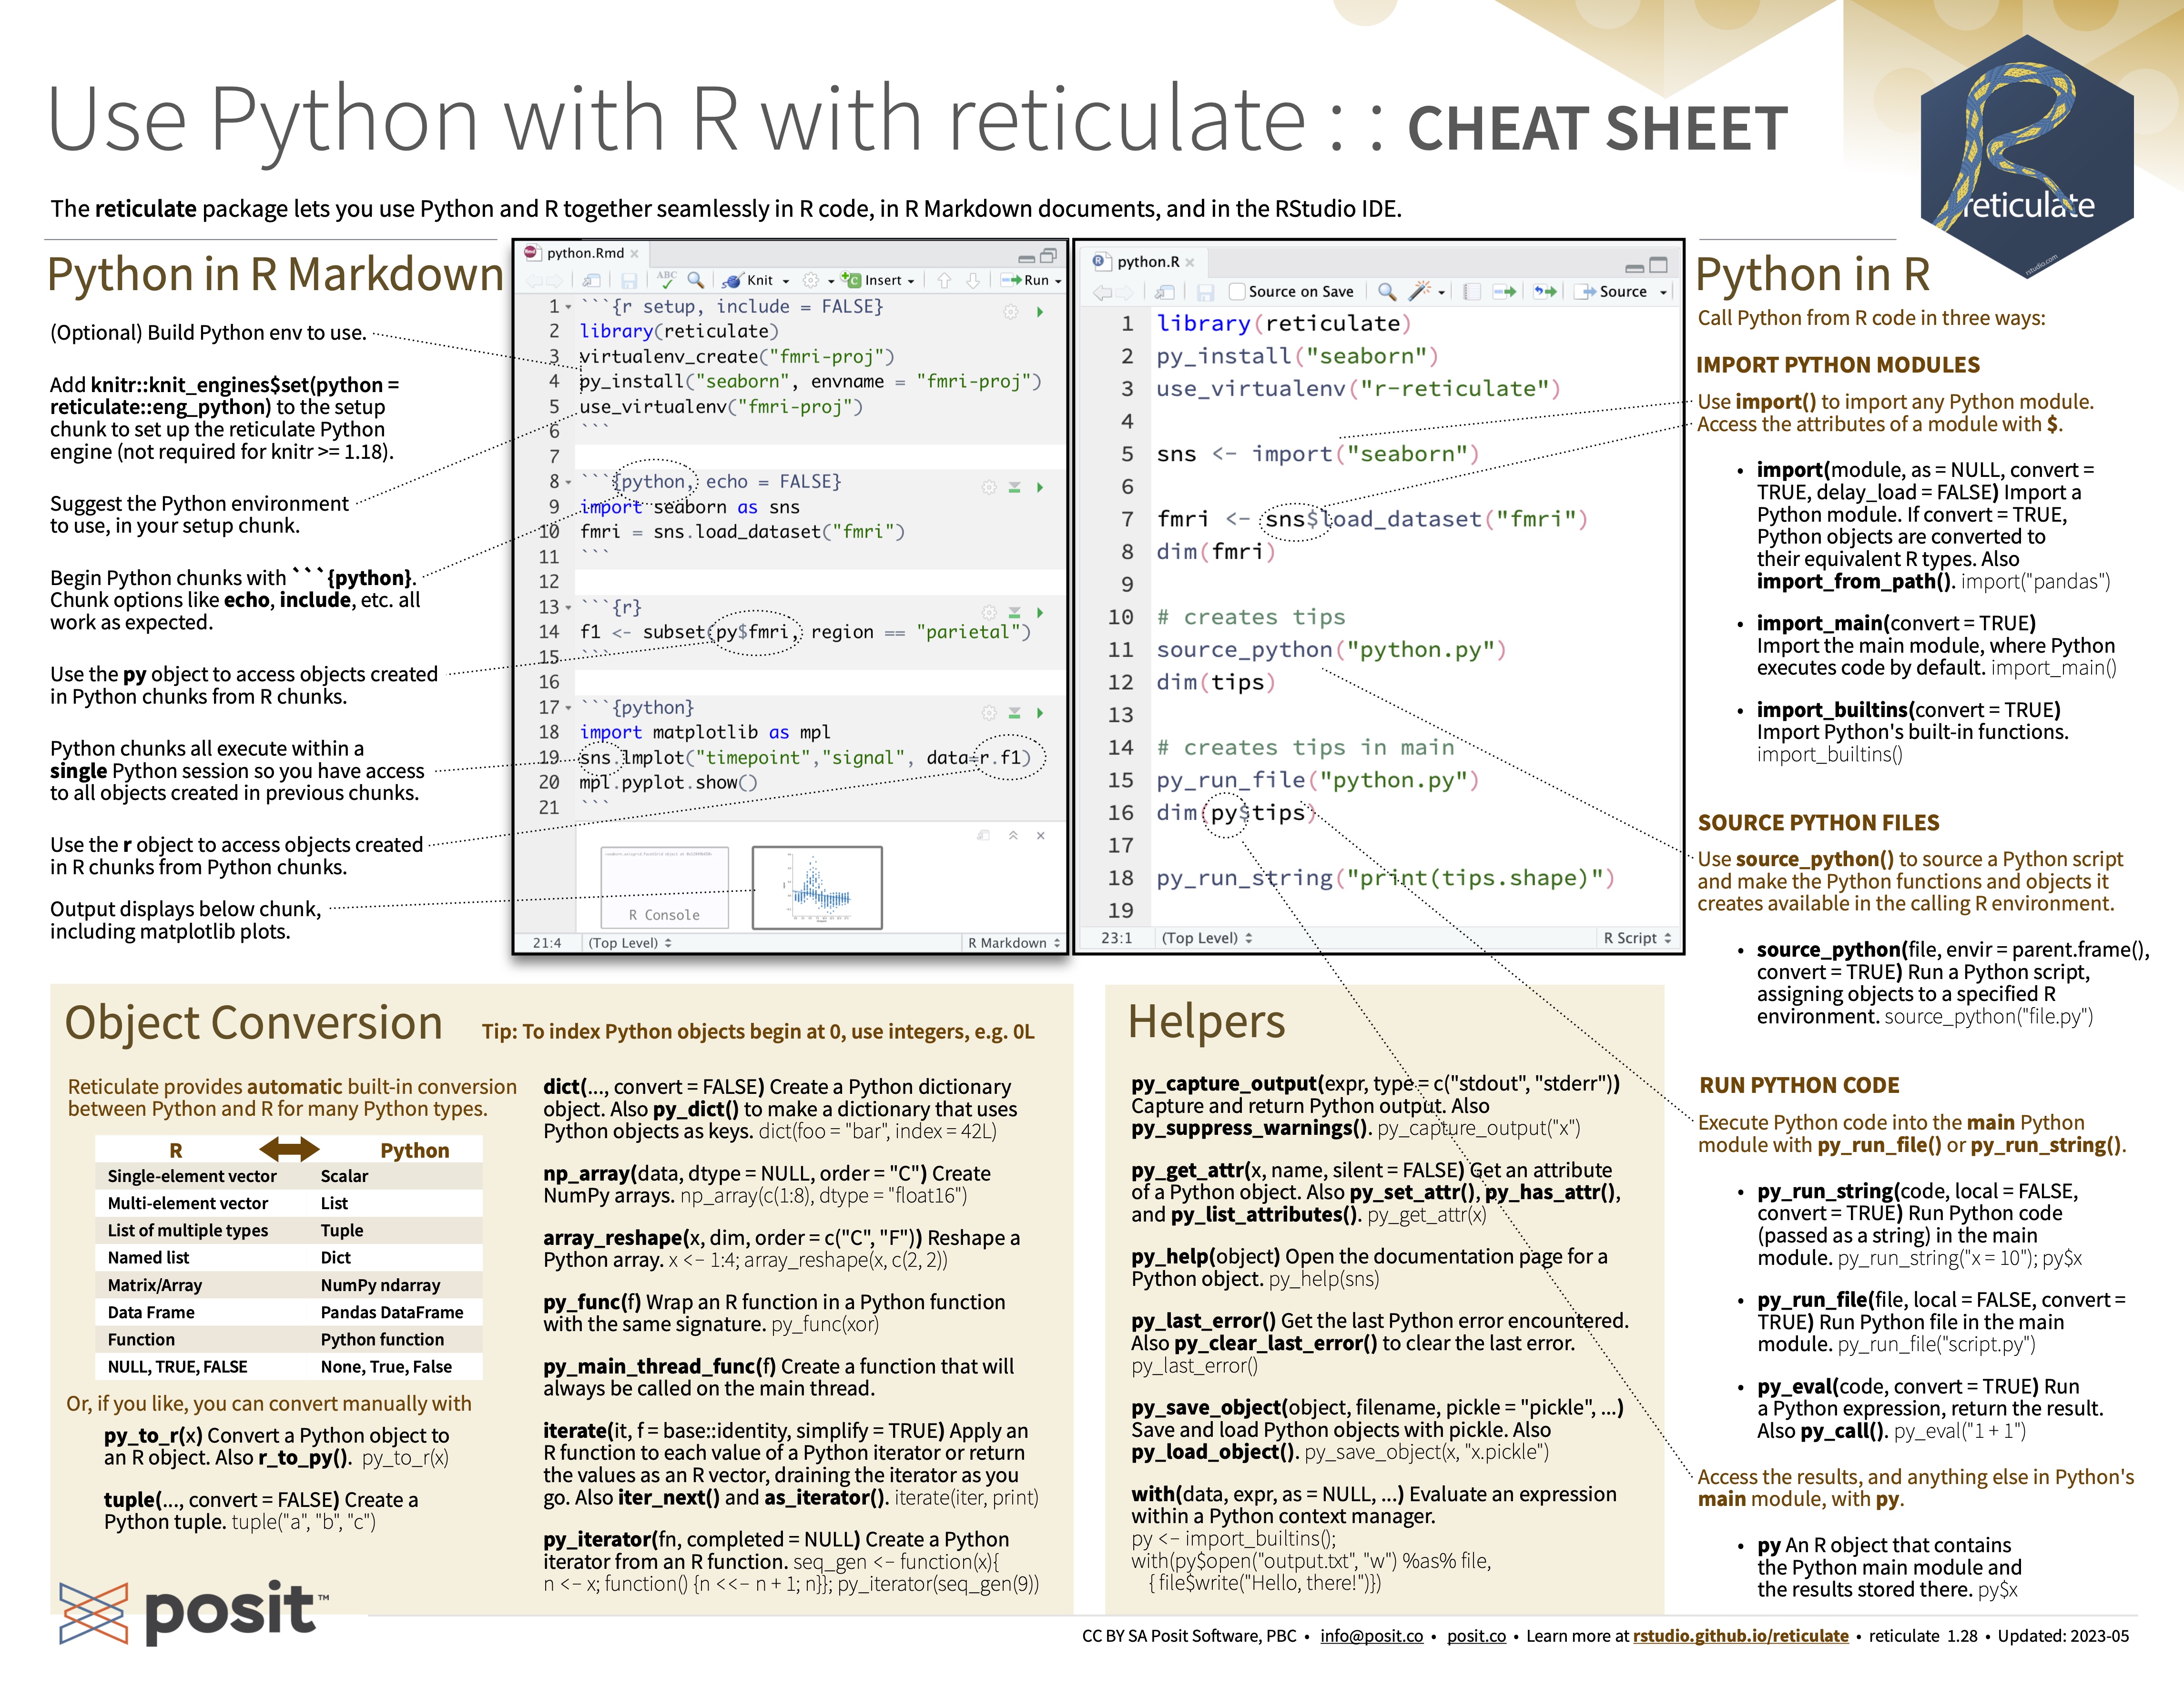 Use Python with R with reticulate : : CHEAT SHEET
The reticulate package lets you use Python and R together seamlessly in R code, in R Markdown documents, and in the RStudio IDE.
reticulate
rstudio.com
Python in R Markdown
(Optional) Build Python env to use.
Add knitr::knit_engines$set(python =
reticulate::eng_python) to the setup
chunk to set up the reticulate Python
engine (not required for knitr >= 1.18).
Suggest the Python environment
to use, in your setup chunk.
Begin Python chunks with ```{python}.
Chunk options like echo, include, etc. all
work as expected.
Use the py object to access objects created
in Python chunks from R chunks.
Python chunks all execute within a
single Python session so you have access
to all objects created in previous chunks.
Use the r object to access objects created
in R chunks from Python chunks.
Output displays below chunk,
including matplotlib plots.
python.Rmd
ABC Knit Insert Run
1 ```{r setup, include = FALSE}
2 library(reticulate)
3 virtualenv_create("fmri-proj")
4 py_install("seaborn", envname = "fmri-proj")
5 use_virtualenv("fmri-proj")
6 ```
7
8 ```{python, echo = FALSE}
9 import seaborn as sns
10 fmri = sns.load_dataset("fmri")
11 ```
12
13 ```{r}
14 f1 <- subset(py$fmri, region == "parietal")
15 ```
16
17 ```{python}
18 import matplotlib as mpl
19 sns.lmplot("timepoint","signal", data=r.f1)
20 mpl.pyplot.show()
21 ```
R Console
21:4 (Top Level) R Markdown
python.R
Source on Save Source
1 library(reticulate)
2 py_install("seaborn")
3 use_virtualenv("r-reticulate")
4
5 sns <- import("seaborn")
6
7 fmri <- sns$load_dataset("fmri")
8 dim(fmri)
9
10 # creates tips
11 source_python("python.py")
12 dim(tips)
13
14 # creates tips in main
15 py_run_file("python.py")
16 dim(py$tips)
17
18 py_run_string("print(tips.shape)")
19
23:1 (Top Level) R Script
Python in R
Call Python from R code in three ways:
IMPORT PYTHON MODULES
Use import() to import any Python module.
Access the attributes of a module with $.
• import(module, as = NULL, convert =
TRUE, delay_load = FALSE) Import a
Python module. If convert = TRUE,
Python objects are converted to
their equivalent R types. Also
import_from_path(). import("pandas")
• import_main(convert = TRUE)
Import the main module, where Python
executes code by default. import_main()
• import_builtins(convert = TRUE)
Import Python's built-in functions.
import_builtins()
SOURCE PYTHON FILES
Use source_python() to source a Python script
and make the Python functions and objects it
creates available in the calling R environment.
• source_python(file, envir = parent.frame(),
convert = TRUE) Run a Python script,
assigning objects to a specified R
environment. source_python("file.py")
RUN PYTHON CODE
Execute Python code into the main Python
module with py_run_file() or py_run_string().
• py_run_string(code, local = FALSE,
convert = TRUE) Run Python code
(passed as a string) in the main
module. py_run_string("x = 10"); py$x
• py_run_file(file, local = FALSE, convert =
TRUE) Run Python file in the main
module. py_run_file("script.py")
• py_eval(code, convert = TRUE) Run
a Python expression, return the result.
Also py_call(). py_eval("1 + 1")
Access the results, and anything else in Python's
main module, with py.
• py An R object that contains
the Python main module and
the results stored there. py$x
Object Conversion
Tip: To index Python objects begin at 0, use integers, e.g. 0L
Reticulate provides automatic built-in conversion
between Python and R for many Python types.
R Python
Single-element vector Scalar
Multi-element vector List
List of multiple types Tuple
Named list Dict
Matrix/Array NumPy ndarray
Data Frame Pandas DataFrame
Function Python function
NULL, TRUE, FALSE None, True, False
Or, if you like, you can convert manually with
py_to_r(x) Convert a Python object to
an R object. Also r_to_py(). py_to_r(x)
tuple(..., convert = FALSE) Create a
Python tuple. tuple("a", "b", "c")
dict(..., convert = FALSE) Create a Python dictionary
object. Also py_dict() to make a dictionary that uses
Python objects as keys. dict(foo = "bar", index = 42L)
np_array(data, dtype = NULL, order = "C") Create
NumPy arrays. np_array(c(1:8), dtype = "float16")
array_reshape(x, dim, order = c("C", "F")) Reshape a
Python array. x <- 1:4; array_reshape(x, c(2, 2))
py_func(f) Wrap an R function in a Python function
with the same signature. py_func(xor)
py_main_thread_func(f) Create a function that will
always be called on the main thread.
iterate(it, f = base::identity, simplify = TRUE) Apply an
R function to each value of a Python iterator or return
the values as an R vector, draining the iterator as you
go. Also iter_next() and as_iterator(). iterate(iter, print)
py_iterator(fn, completed = NULL) Create a Python
iterator from an R function. seq_gen <- function(x){
n <- x; function() {n <<- n + 1; n}}; py_iterator(seq_gen(9))
Helpers
py_capture_output(expr, type = c("stdout", "stderr"))
Capture and return Python output. Also
py_suppress_warnings(). py_capture_output("x")
py_get_attr(x, name, silent = FALSE) Get an attribute
of a Python object. Also py_set_attr(), py_has_attr(),
and py_list_attributes(). py_get_attr(x)
py_help(object) Open the documentation page for a
Python object. py_help(sns)
py_last_error() Get the last Python error encountered.
Also py_clear_last_error() to clear the last error.
py_last_error()
py_save_object(object, filename, pickle = "pickle", ...)
Save and load Python objects with pickle. Also
py_load_object(). py_save_object(x, "x.pickle")
with(data, expr, as = NULL, ...) Evaluate an expression
within a Python context manager.
py <- import_builtins();
with(py$open("output.txt", "w") %as% file,
{ file$write("Hello, there!")})
posit™
CC BY SA Posit Software, PBC • info@posit.co • posit.co • Learn more at rstudio.github.io/reticulate • reticulate 1.28 • Updated: 2023-05